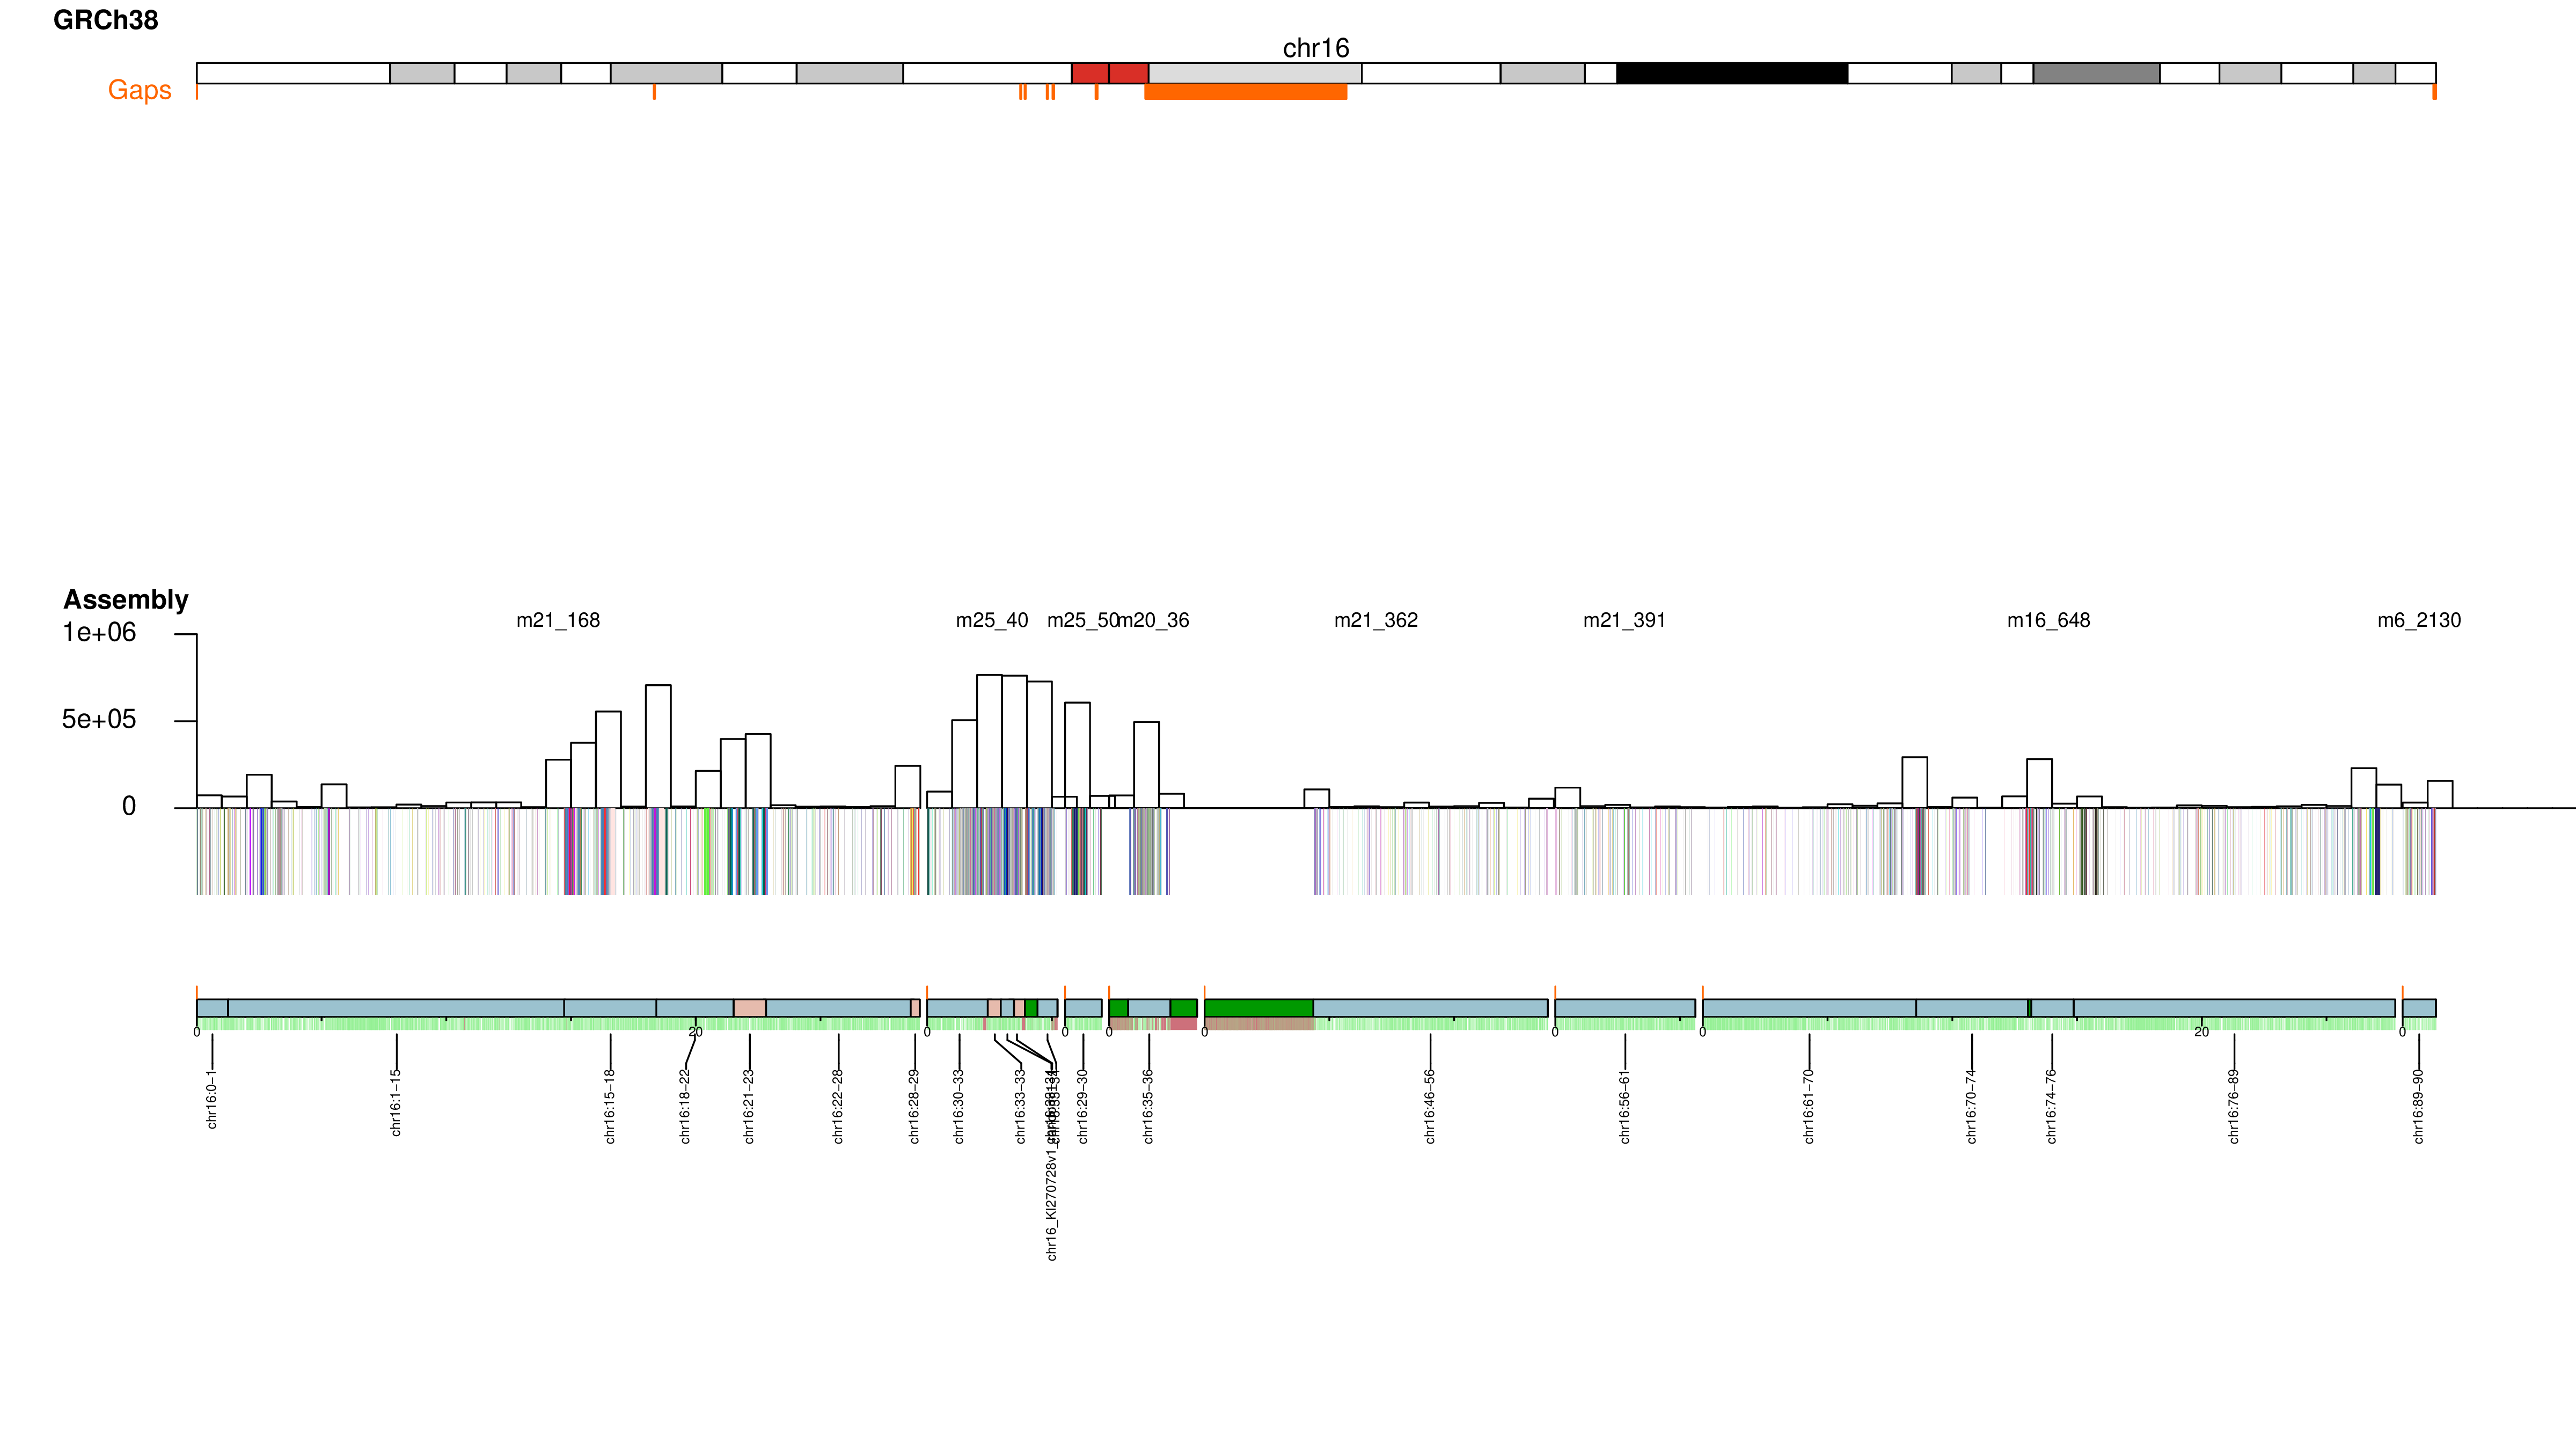 GRCh38
chr16
Gaps
Assembly
m21_168
m25_40
m25_50
m20_36
m21_362
m21_391
m16_648
m6_2130
1e+06
5e+05
0
0
20
0
0
0
0
0
0
20
0
chr16:0−1
chr16:1−15
chr16:15−18
chr16:18−22
chr16:21−23
chr16:22−28
chr16:28−29
chr16:30−33
chr16:33−33
chr16_KI270728v1_
chr16:29−30
chr16:35−36
chr16:46−56
chr16:56−61
chr16:61−70
chr16:70−74
chr16:74−76
chr16:76−89
chr16:89−90